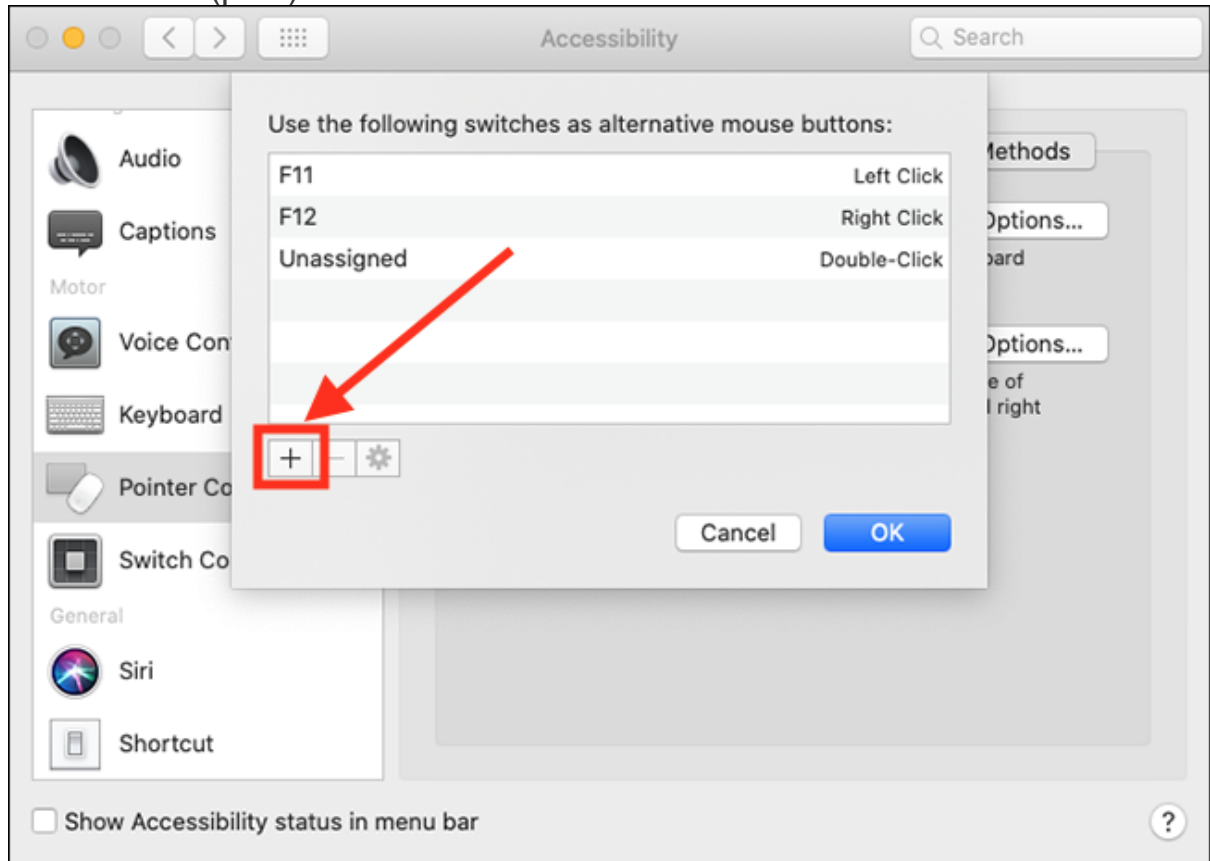 Accessibility
Search
Audio
Captions
Motor
Voice Con
Keyboard
Pointer Co
Switch Co
General
Siri
Shortcut
Use the following switches as alternative mouse buttons:
F11 Left Click
F12 Right Click
Unassigned Double-Click
+ –
Cancel OK
Options...
Options...
e of
right
Show Accessibility status in menu bar
?